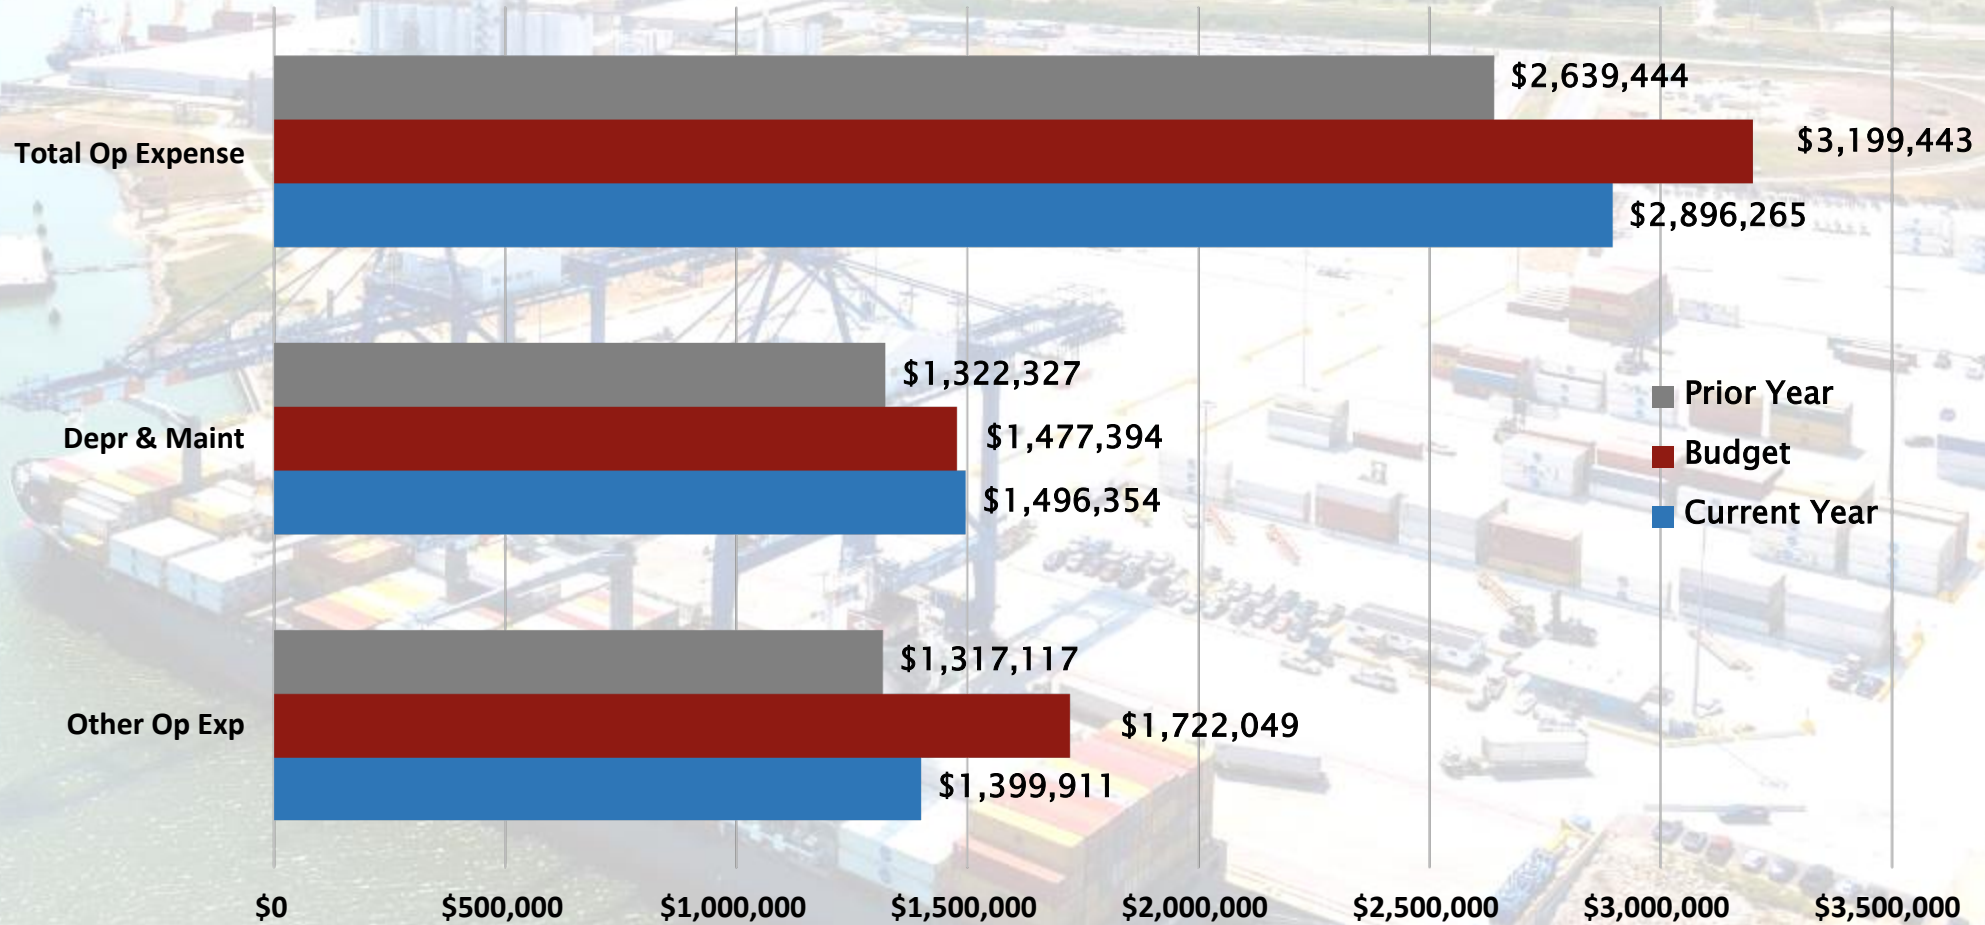 $2,639,444
Total Op Expense
$3,199,443
$2,896,265
$1,322,327
Depr & Maint
$1,477,394
$1,496,354
Prior Year
Budget
Current Year
$1,317,117
Other Op Exp
$1,722,049
$1,399,911
$0 $500,000 $1,000,000 $1,500,000 $2,000,000 $2,500,000 $3,000,000 $3,500,000